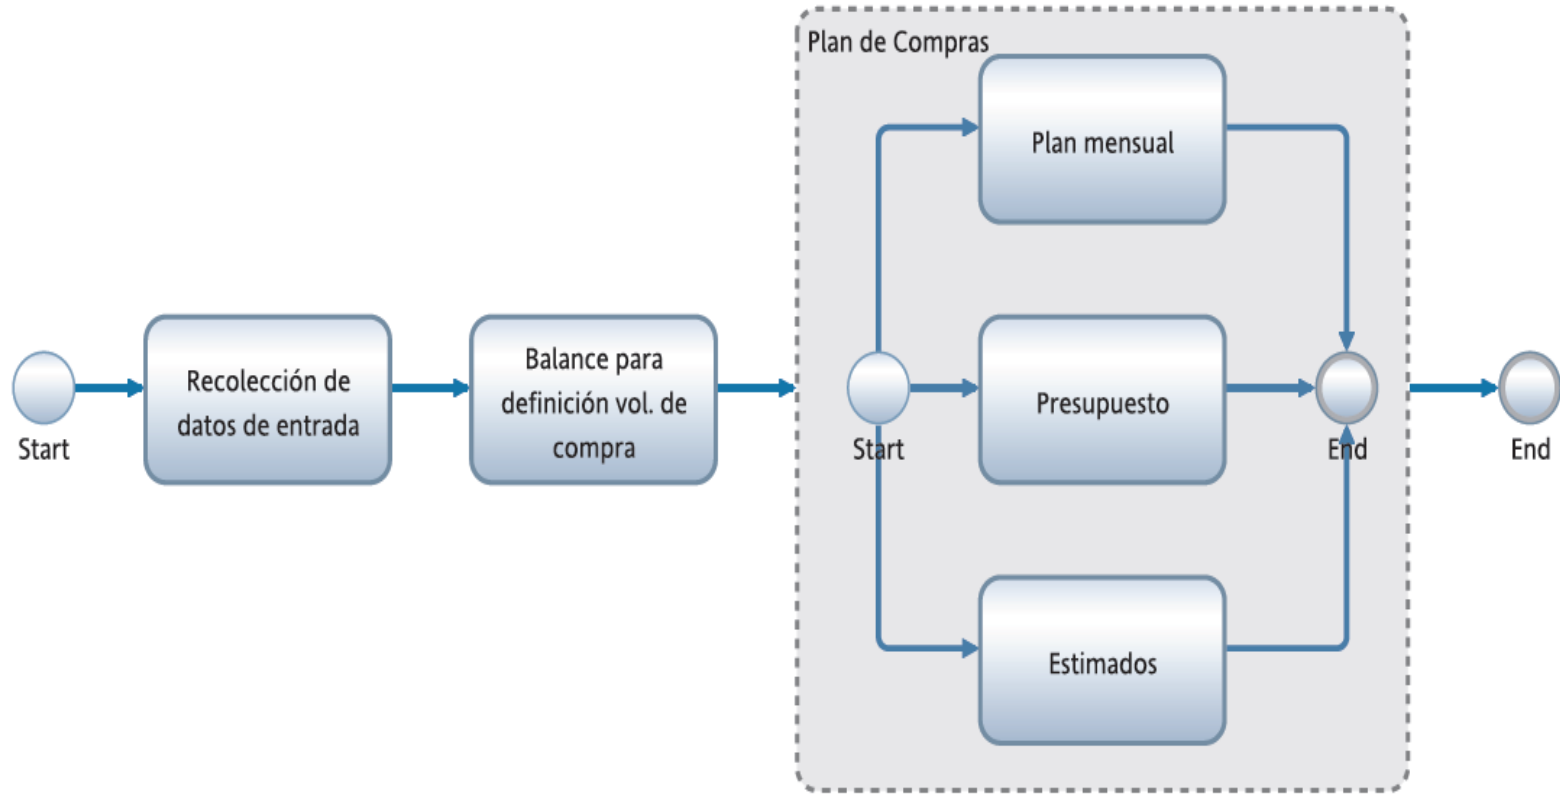 Plan de Compras
Plan mensual
Start
Recolección de
datos de entrada
Balance para
definición vol. de
compra
Start
Presupuesto
End
End
Estimados